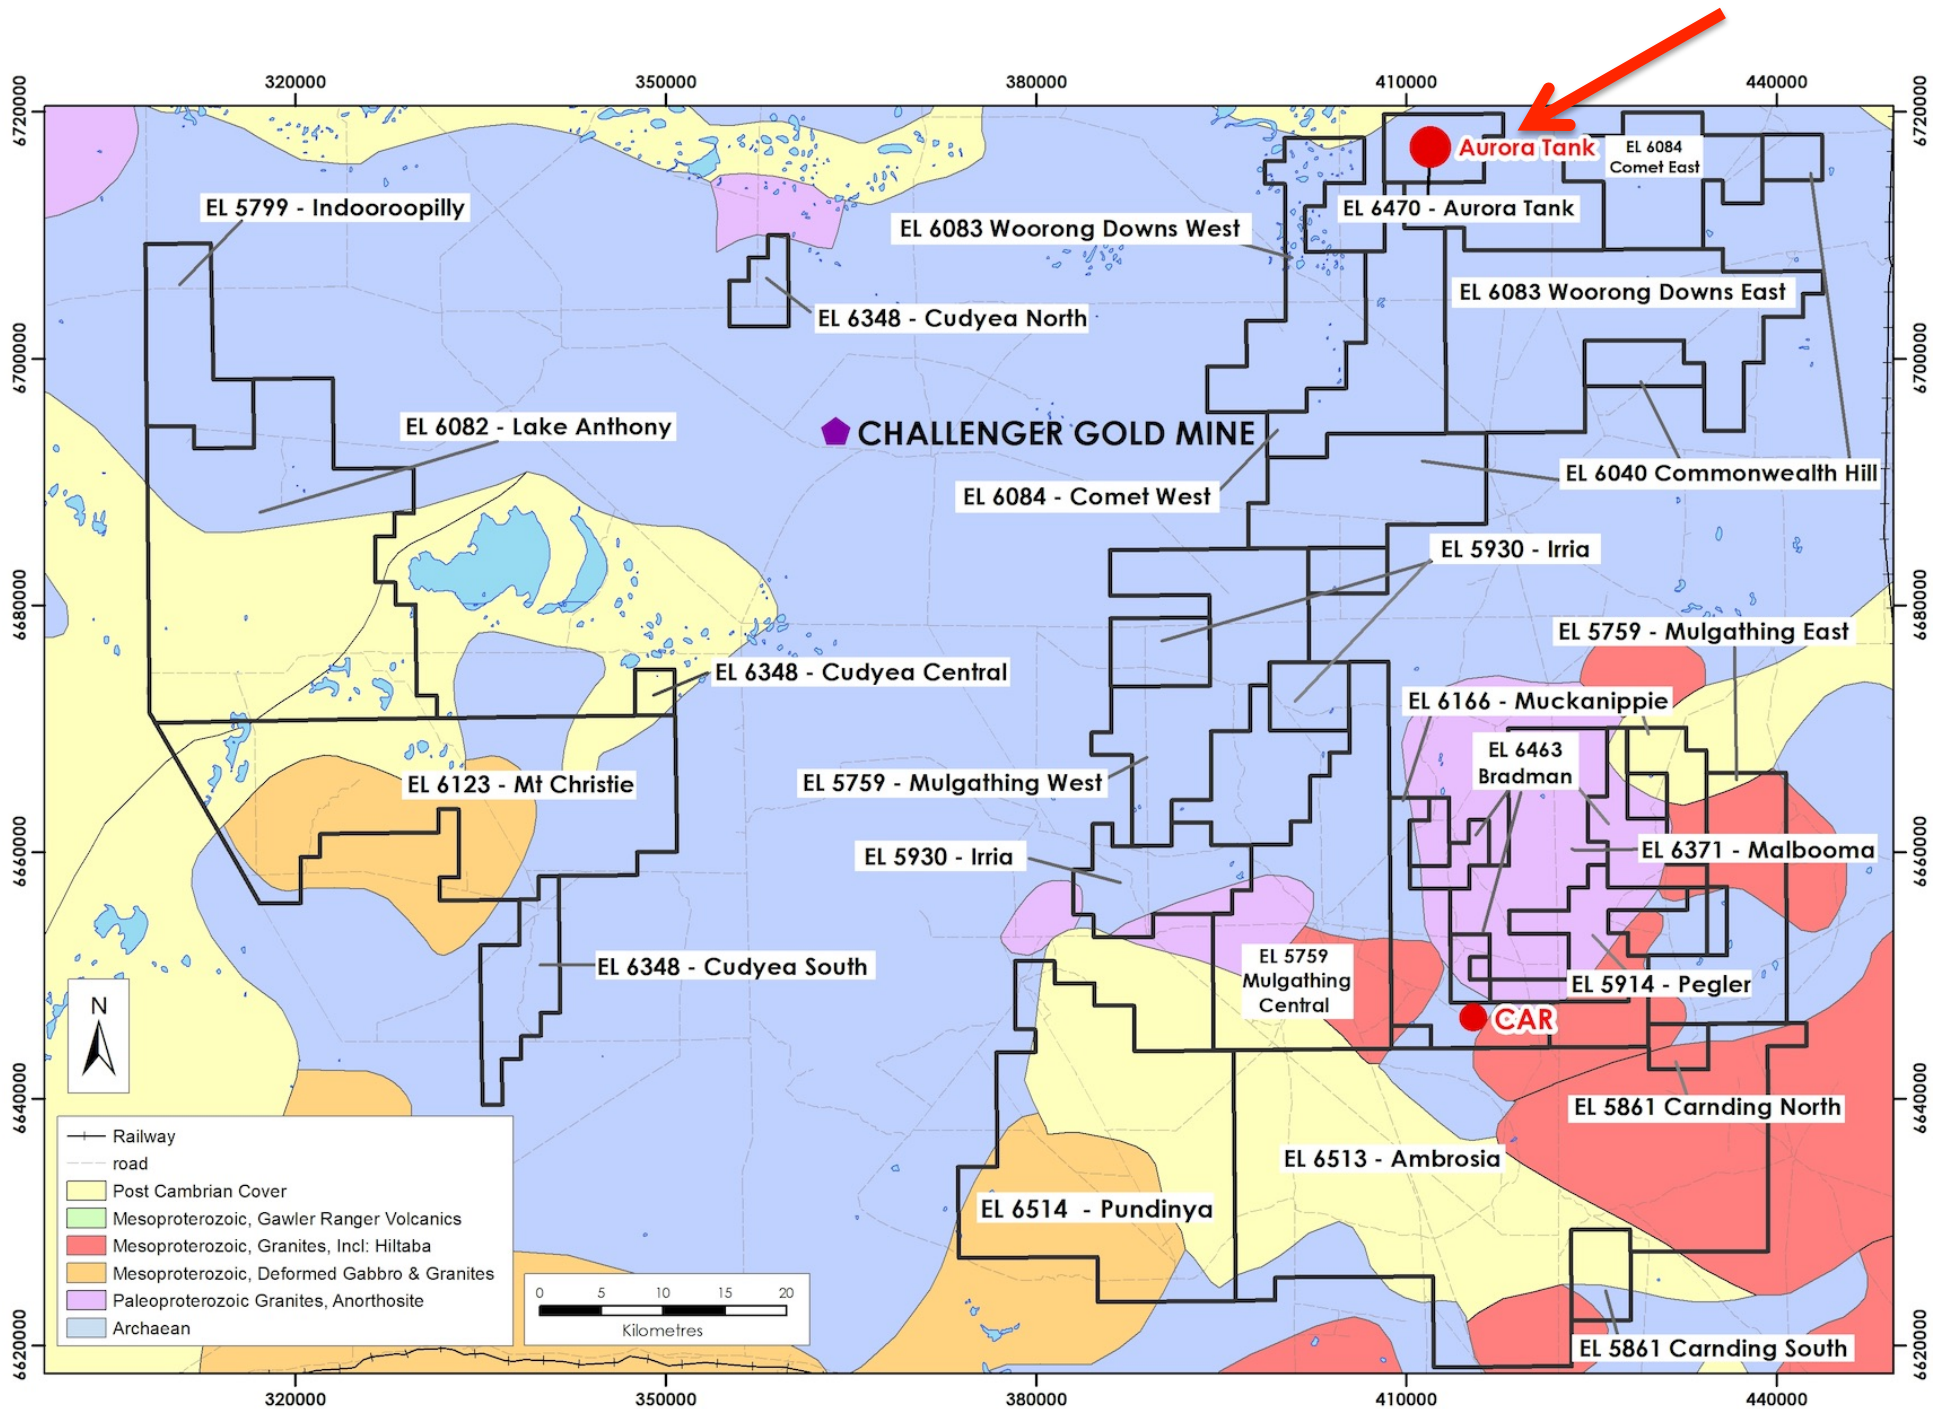 320000
350000
380000
410000
440000
6720000
6720000
Aurora Tank
EL 6084
Comet East
EL 5799 - Indooroopilly
EL 6470 - Aurora Tank
EL 6083 Woorong Downs West
EL 6083 Woorong Downs East
EL 6348 - Cudyea North
6700000
6700000
EL 6082 - Lake Anthony
CHALLENGER GOLD MINE
EL 6040 Commonwealth Hill
EL 6084 - Comet West
EL 5930 - Irria
6680000
6680000
EL 5759 - Mulgathing East
EL 6348 - Cudyea Central
EL 6166 - Muckanippie
EL 6463
Bradman
EL 5759 - Mulgathing West
EL 6123 - Mt Christie
6660000
6660000
EL 6371 - Malbooma
EL 5930 - Irria
EL 6348 - Cudyea South
EL 5759
Mulgathing
Central
EL 5914 - Pegler
N
CAR
6640000
6640000
EL 5861 Carnding North
EL 6513 - Ambrosia
EL 6514 - Pundinya
Railway
road
Post Cambrian Cover
Mesoproterozoic, Gawler Ranger Volcanics
Mesoproterozoic, Granites, Incl: Hiltaba
Mesoproterozoic, Deformed Gabbro & Granites
Paleoproterozoic Granites, Anorthosite
Archaean
0 5 10 15 20
Kilometres
EL 5861 Carnding South
6620000
6620000
320000
350000
380000
410000
440000